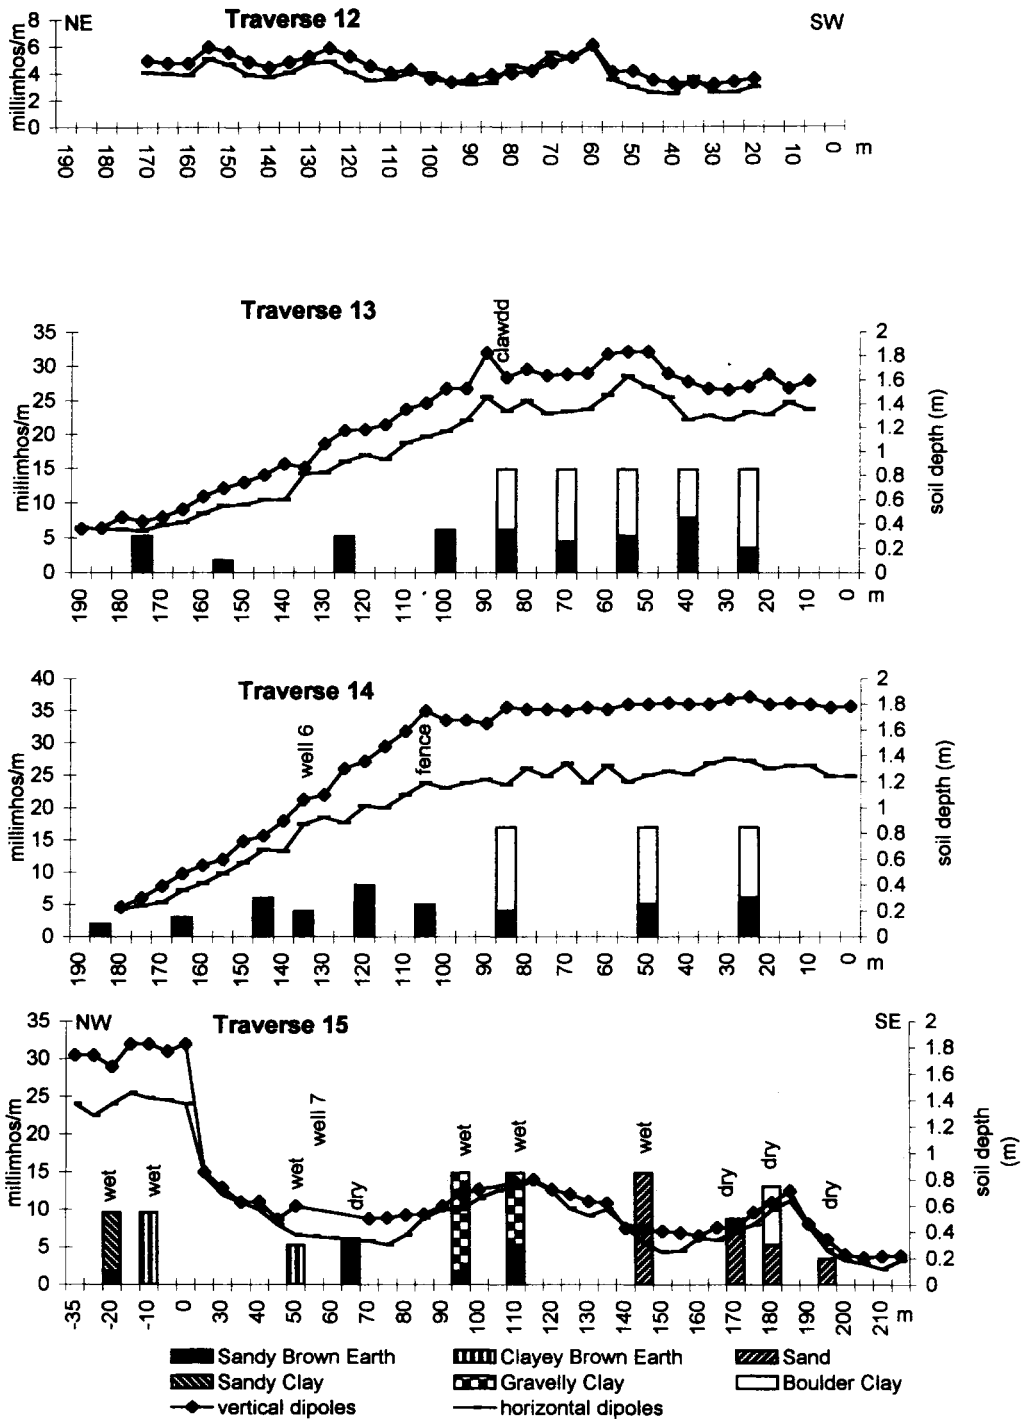 Traverse 12
NE
SW
millimhos/m
8
6
4
2
0
190 180 170 160 150 140 130 120 110 100 90 80 70 60 50 40 30 20 10 0 m
Traverse 13
clawdd
millimhos/m
35
30
25
20
15
10
5
0
2
1.8
1.6
1.4
1.2
1
0.8
0.6
0.4
0.2
0
soil depth (m)
190 180 170 160 150 140 130 120 110 100 90 80 70 60 50 40 30 20 10 0 m
Traverse 14
well 6
fence
millimhos/m
40
35
30
25
20
15
10
5
0
2
1.8
1.6
1.4
1.2
1
0.8
0.6
0.4
0.2
0
soil depth (m)
190 180 170 160 150 140 130 120 110 100 90 80 70 60 50 40 30 20 10 0 m
Traverse 15
NW
SE
millimhos/m
35
30
25
20
15
10
5
0
wet
wet
wet
well 7
dry
wet
wet
wet
dry
dry
dry
2
1.8
1.6
1.4
1.2
1
0.8
0.6
0.4
0.2
0
soil depth
(m)
-35 -20 -10 0 30 40 50 60 70 80 90 100 110 120 130 140 150 160 170 180 190 200 210 m
Sandy Brown Earth Clayey Brown Earth Sand
Sandy Clay Gravelly Clay Boulder Clay
vertical dipoles horizontal dipoles